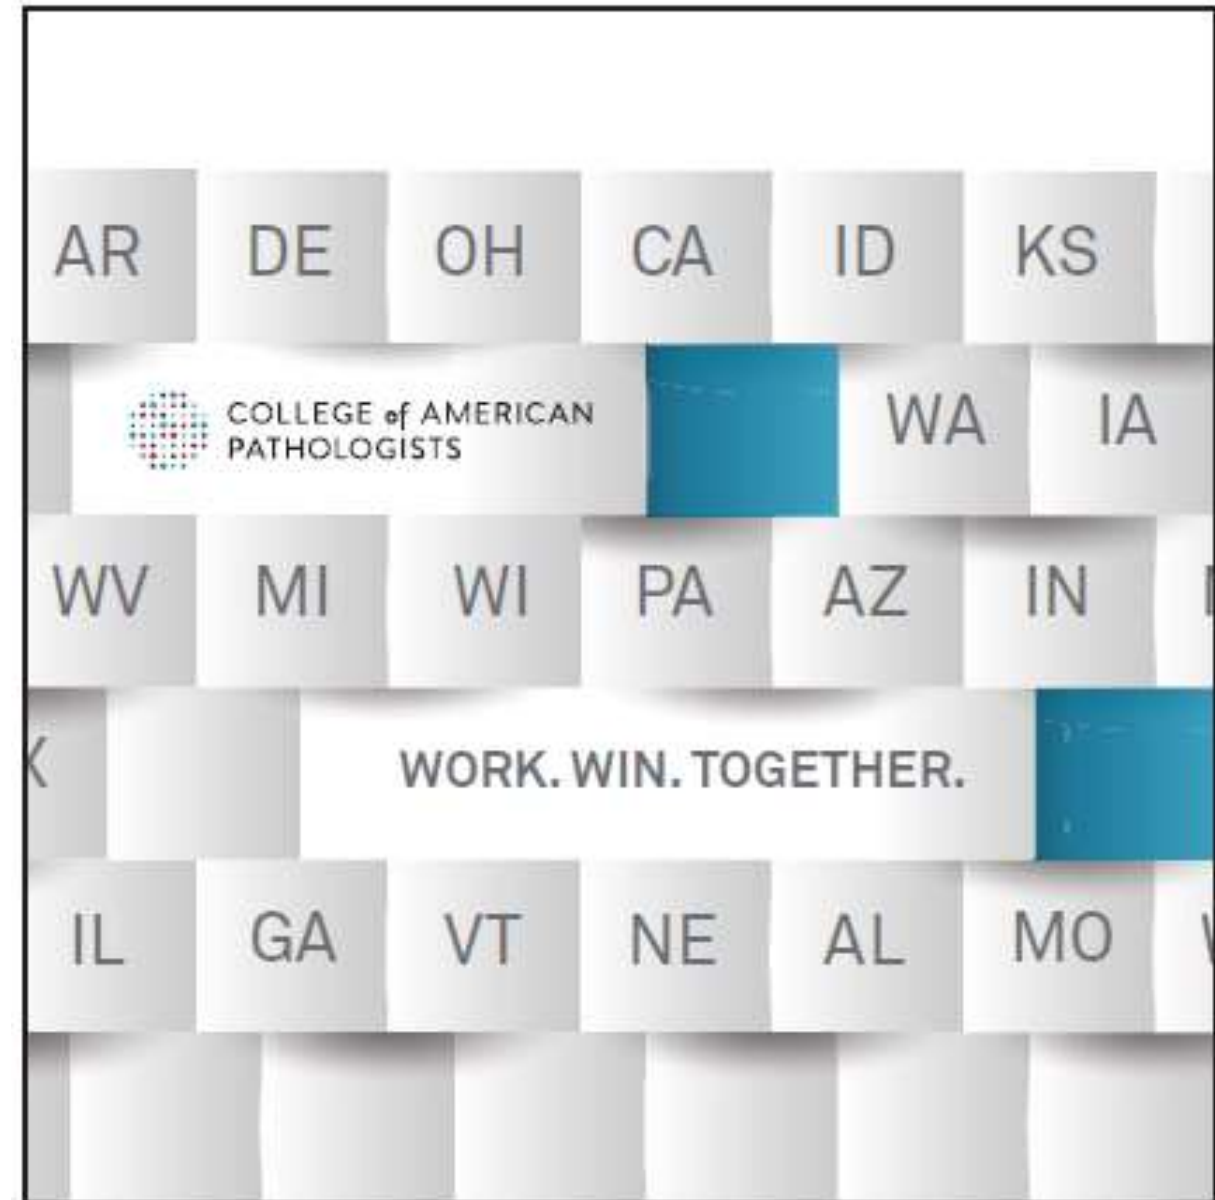 AR DE OH CA ID KS
COLLEGE of AMERICAN
PATHOLOGISTS
WA IA
WV MI WI PA AZ IN
X
WORK. WIN. TOGETHER.
IL GA VT NE AL MO